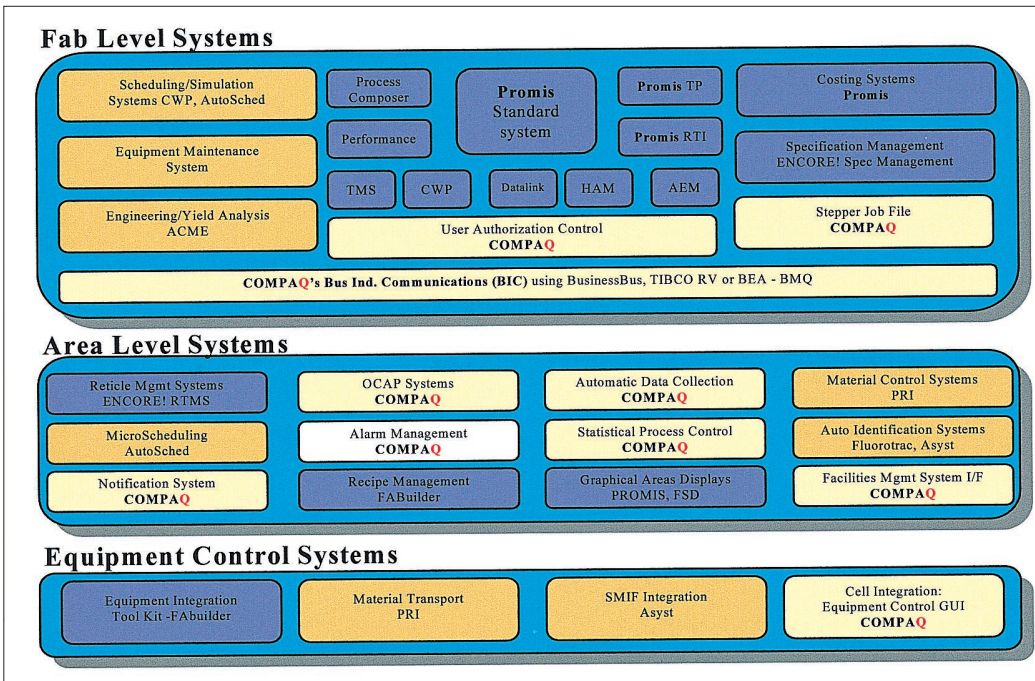 Fab Level Systems
Scheduling/Simulation
Systems CWP, AutoSched
Process
Composer
Promis
Standard
system
Promis TP
Costing Systems
Promis
Performance
Promis RTI
Equipment Maintenance
System
Specification Management
ENCORE! Spec Management
TMS
CWP
Datalink
HAM
AEM
Engineering/Yield Analysis
ACME
User Authorization Control
COMPAQ
Stepper Job File
COMPAQ
COMPAQ's Bus Ind. Communications (BIC) using BusinessBus, TIBCO RV or BEA - BMQ
Area Level Systems
Reticle Mgmt Systems
ENCORE! RTMS
OCAP Systems
COMPAQ
Automatic Data Collection
COMPAQ
Material Control Systems
PRI
MicroScheduling
AutoSched
Alarm Management
COMPAQ
Statistical Process Control
COMPAQ
Auto Identification Systems
Fluorotrac, Asyst
Notification System
COMPAQ
Recipe Management
FABuilder
Graphical Areas Displays
PROMIS, FSD
Facilities Mgmt System I/F
COMPAQ
Equipment Control Systems
Equipment Integration
Tool Kit -FAbuilder
Material Transport
PRI
SMIF Integration
Asyst
Cell Integration:
Equipment Control GUI
COMPAQ